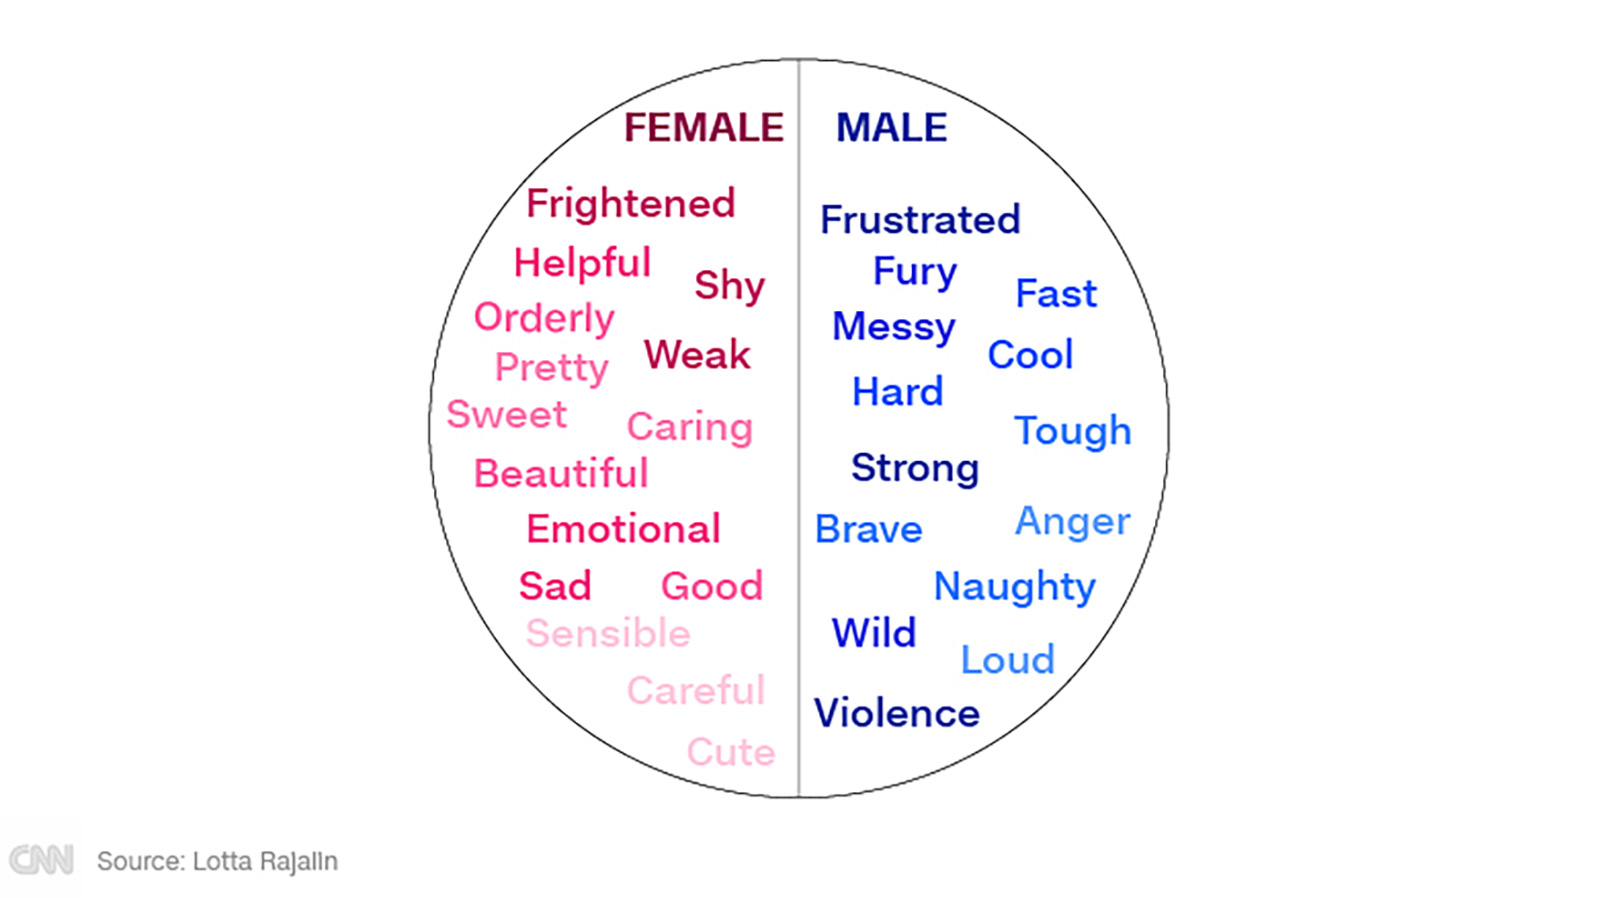 FEMALE
Frightened
Helpful
Shy
Orderly
Weak
Pretty
Sweet
Caring
Beautiful
Emotional
Sad
Good
Sensible
Careful
Cute
MALE
Frustrated
Fury
Fast
Messy
Cool
Hard
Tough
Strong
Anger
Brave
Naughty
Wild
Loud
Violence
CNN
Source: Lotta Rajalin